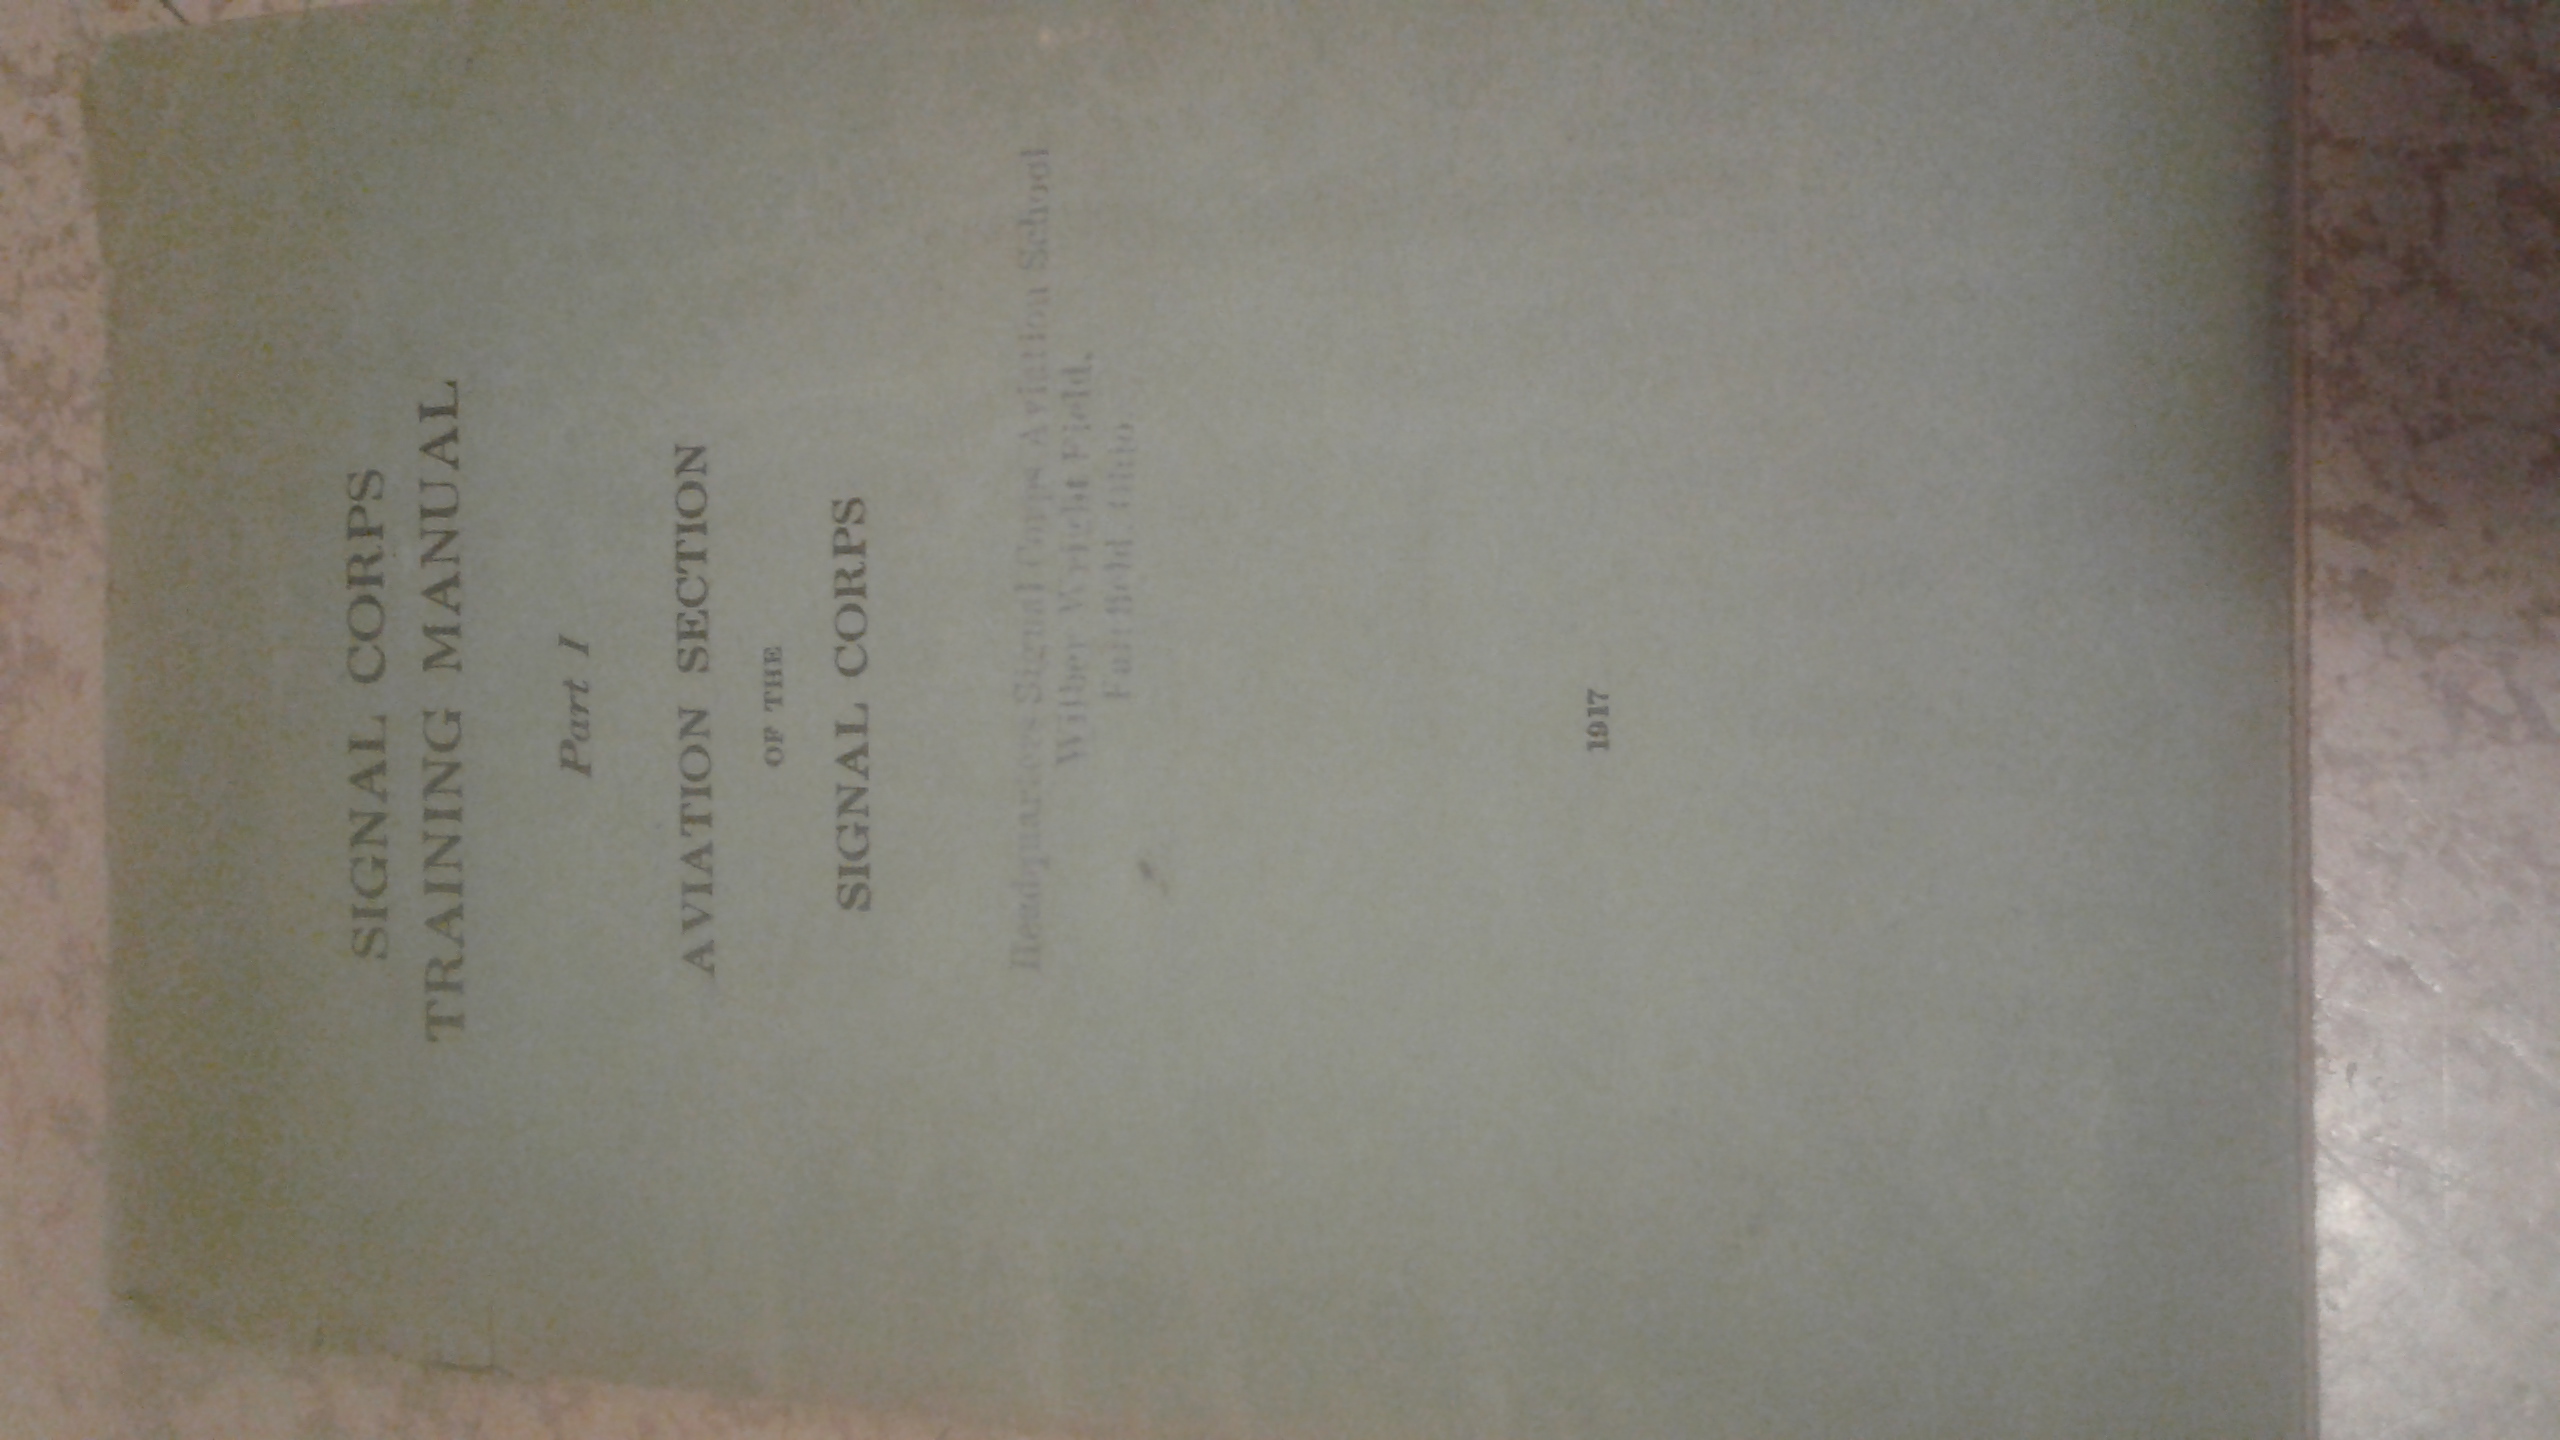 SIGNAL CORPS
TRAINING MANUAL
Part I
AVIATION SECTION
OF THE
SIGNAL CORPS
Headquarters Signal Corps Aviation School
Wilber Wright Field,
Fairfield Ohio
1917